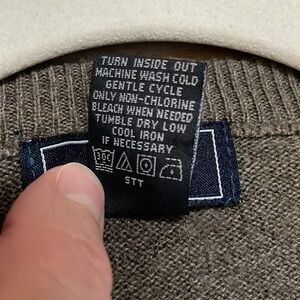 TURN INSIDE OUT
MACHINE WASH COLD
GENTLE CYCLE
ONLY NON-CHLORINE
BLEACH WHEN NEEDED
TUMBLE DRY LOW
COOL IRON
IF NECESSARY
30C
STT